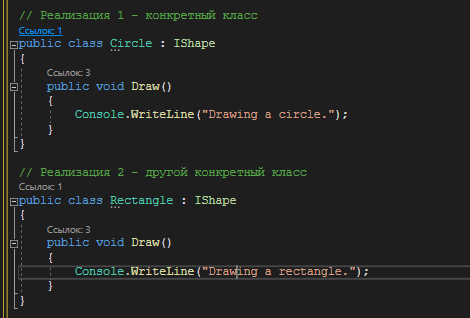 // Реализация 1 – конкретный класс
Ссылок: 1
public class Circle : IShape
{
Ссылок: 3
public void Draw()
{
Console.WriteLine("Drawing a circle.");
}
}
// Реализация 2 – другой конкретный класс
Ссылок: 1
public class Rectangle : IShape
{
Ссылок: 3
public void Draw()
{
Console.WriteLine("Drawing a rectangle.");
}
}